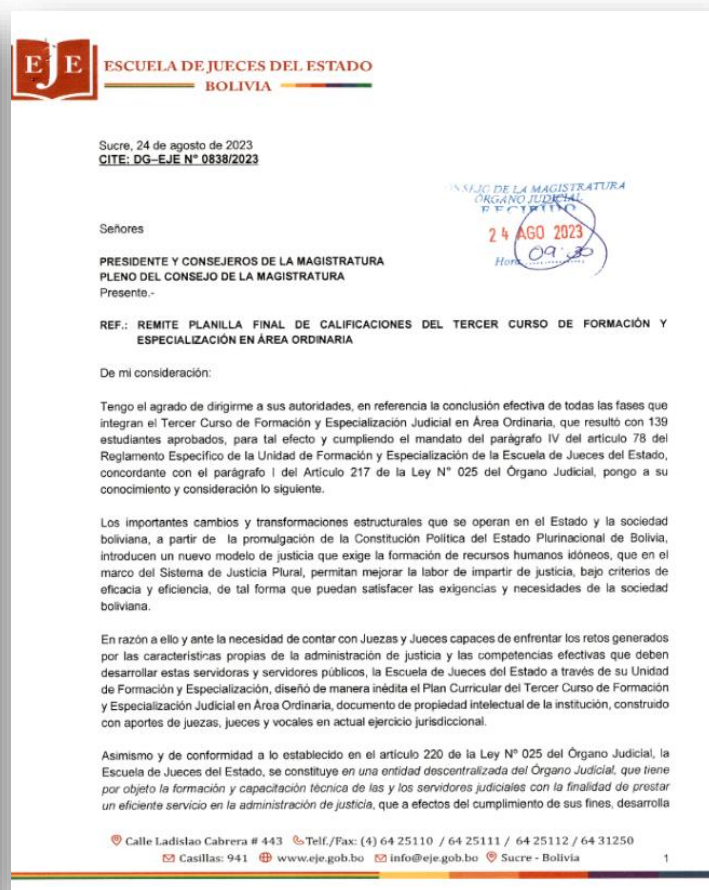 EJE ESCUELA DE JUECES DEL ESTADO
BOLIVIA
Sucre, 24 de agosto de 2023
CITE: DG–EJE N° 0838/2023
CONSEJO DE LA MAGISTRATURA
ÓRGANO JUDICIAL
RECIBIDO
24 AGO 2023
Hora 09:30
Señores
PRESIDENTE Y CONSEJEROS DE LA MAGISTRATURA
PLENO DEL CONSEJO DE LA MAGISTRATURA
Presente.-
REF.: REMITE PLANILLA FINAL DE CALIFICACIONES DEL TERCER CURSO DE FORMACIÓN Y
ESPECIALIZACIÓN EN ÁREA ORDINARIA
De mi consideración:
Tengo el agrado de dirigirme a sus autoridades, en referencia la conclusión efectiva de todas las fases que
integran el Tercer Curso de Formación y Especialización Judicial en Área Ordinaria, que resultó con 139
estudiantes aprobados, para tal efecto y cumpliendo el mandato del parágrafo IV del artículo 78 del
Reglamento Específico de la Unidad de Formación y Especialización de la Escuela de Jueces del Estado,
concordante con el parágrafo I del Artículo 217 de la Ley N° 025 del Órgano Judicial, pongo a su
conocimiento y consideración lo siguiente.
Los importantes cambios y transformaciones estructurales que se operan en el Estado y la sociedad
boliviana, a partir de la promulgación de la Constitución Política del Estado Plurinacional de Bolivia,
introducen un nuevo modelo de justicia que exige la formación de recursos humanos idóneos, que en el
marco del Sistema de Justicia Plural, permitan mejorar la labor de impartir de justicia, bajo criterios de
eficacia y eficiencia, de tal forma que puedan satisfacer las exigencias y necesidades de la sociedad
boliviana.
En razón a ello y ante la necesidad de contar con Juezas y Jueces capaces de enfrentar los retos generados
por las características propias de la administración de justicia y las competencias efectivas que deben
desarrollar estas servidoras y servidores públicos, la Escuela de Jueces del Estado a través de su Unidad
de Formación y Especialización, diseñó de manera inédita el Plan Curricular del Tercer Curso de Formación
y Especialización Judicial en Área Ordinaria, documento de propiedad intelectual de la institución, construido
con aportes de juezas, jueces y vocales en actual ejercicio jurisdiccional.
Asimismo y de conformidad a lo establecido en el artículo 220 de la Ley N° 025 del Órgano Judicial, la
Escuela de Jueces del Estado, se constituye en una entidad descentralizada del Órgano Judicial, que tiene
por objeto la formación y capacitación técnica de las y los servidores judiciales con la finalidad de prestar
un eficiente servicio en la administración de justicia, que a efectos del cumplimiento de sus fines, desarrolla
Calle Ladislao Cabrera # 443 Telf./Fax: (4) 64 25110 / 64 25111 / 64 25112 / 64 31250
Casillas: 941 www.eje.gob.bo info@eje.gob.bo Sucre - Bolivia 1